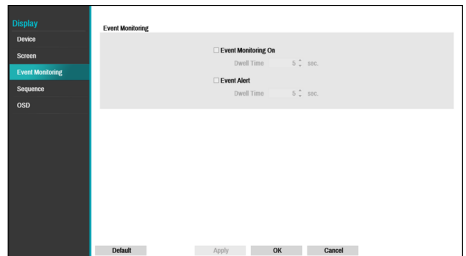 Display
Device
Screen
Event Monitoring
Sequence
OSD
Event Monitoring
Event Monitoring On
Dwell Time 5 sec.
Event Alert
Dwell Time 5 sec.
Default Apply OK Cancel